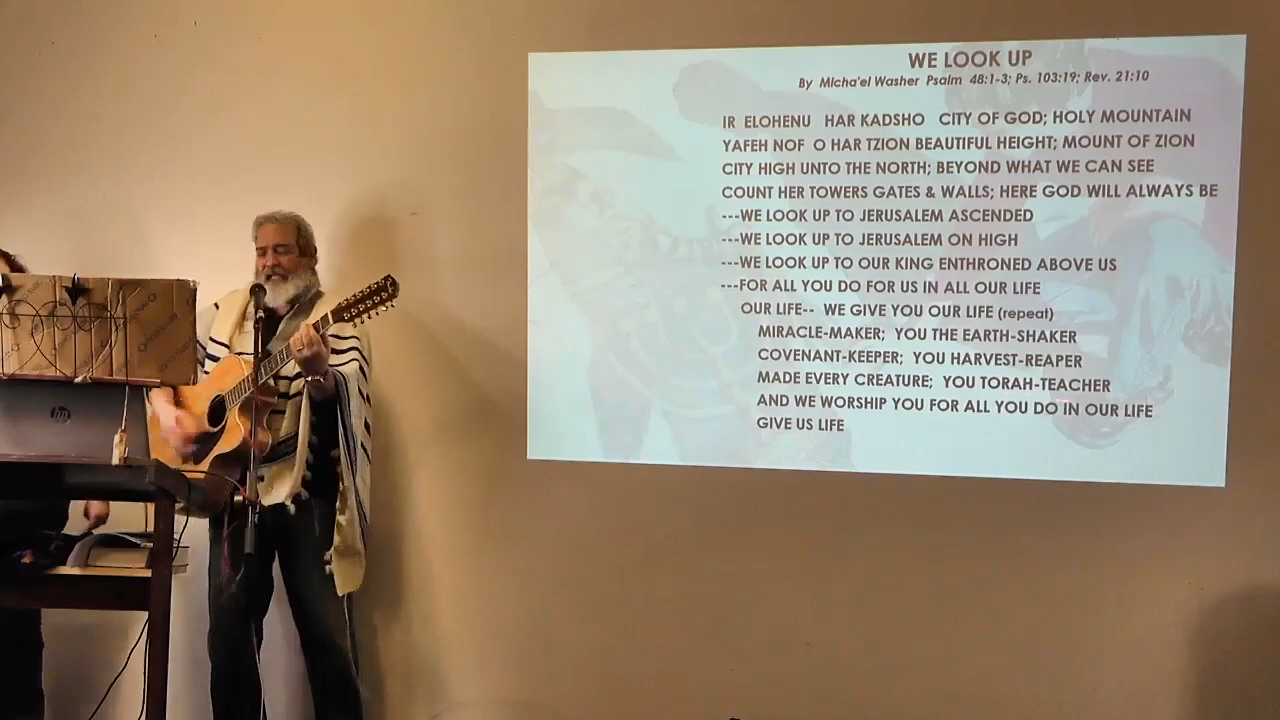 WE LOOK UP
By Micha'el Washer Psalm 48:1-3; Ps. 103:19; Rev. 21:10
IR ELOHENU HAR KADSHO CITY OF GOD; HOLY MOUNTAIN
YAFEH NOF O HAR TZION BEAUTIFUL HEIGHT; MOUNT OF ZION
CITY HIGH UNTO THE NORTH; BEYOND WHAT WE CAN SEE
COUNT HER TOWERS GATES & WALLS; HERE GOD WILL ALWAYS BE
---WE LOOK UP TO JERUSALEM ASCENDED
---WE LOOK UP TO JERUSALEM ON HIGH
---WE LOOK UP TO OUR KING ENTHRONED ABOVE US
---FOR ALL YOU DO FOR US IN ALL OUR LIFE
OUR LIFE-- WE GIVE YOU OUR LIFE (repeat)
MIRACLE-MAKER; YOU THE EARTH-SHAKER
COVENANT-KEEPER; YOU HARVEST-REAPER
MADE EVERY CREATURE; YOU TORAH-TEACHER
AND WE WORSHIP YOU FOR ALL YOU DO IN OUR LIFE
GIVE US LIFE
hp